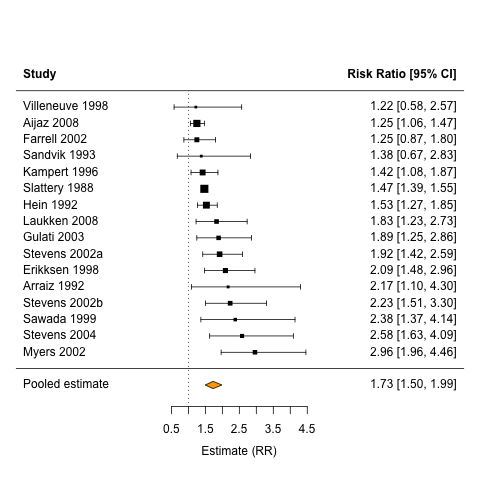 Study Risk Ratio [95% CI]
Villeneuve 1998 1.22 [0.58, 2.57]
Aijaz 2008 1.25 [1.06, 1.47]
Farrell 2002 1.25 [0.87, 1.80]
Sandvik 1993 1.38 [0.67, 2.83]
Kampert 1996 1.42 [1.08, 1.87]
Slattery 1988 1.47 [1.39, 1.55]
Hein 1992 1.53 [1.27, 1.85]
Laukken 2008 1.83 [1.23, 2.73]
Gulati 2003 1.89 [1.25, 2.86]
Stevens 2002a 1.92 [1.42, 2.59]
Erikksen 1998 2.09 [1.48, 2.96]
Arraiz 1992 2.17 [1.10, 4.30]
Stevens 2002b 2.23 [1.51, 3.30]
Sawada 1999 2.38 [1.37, 4.14]
Stevens 2004 2.58 [1.63, 4.09]
Myers 2002 2.96 [1.96, 4.46]
Pooled estimate 1.73 [1.50, 1.99]
0.5 1.5 2.5 3.5 4.5
Estimate (RR)